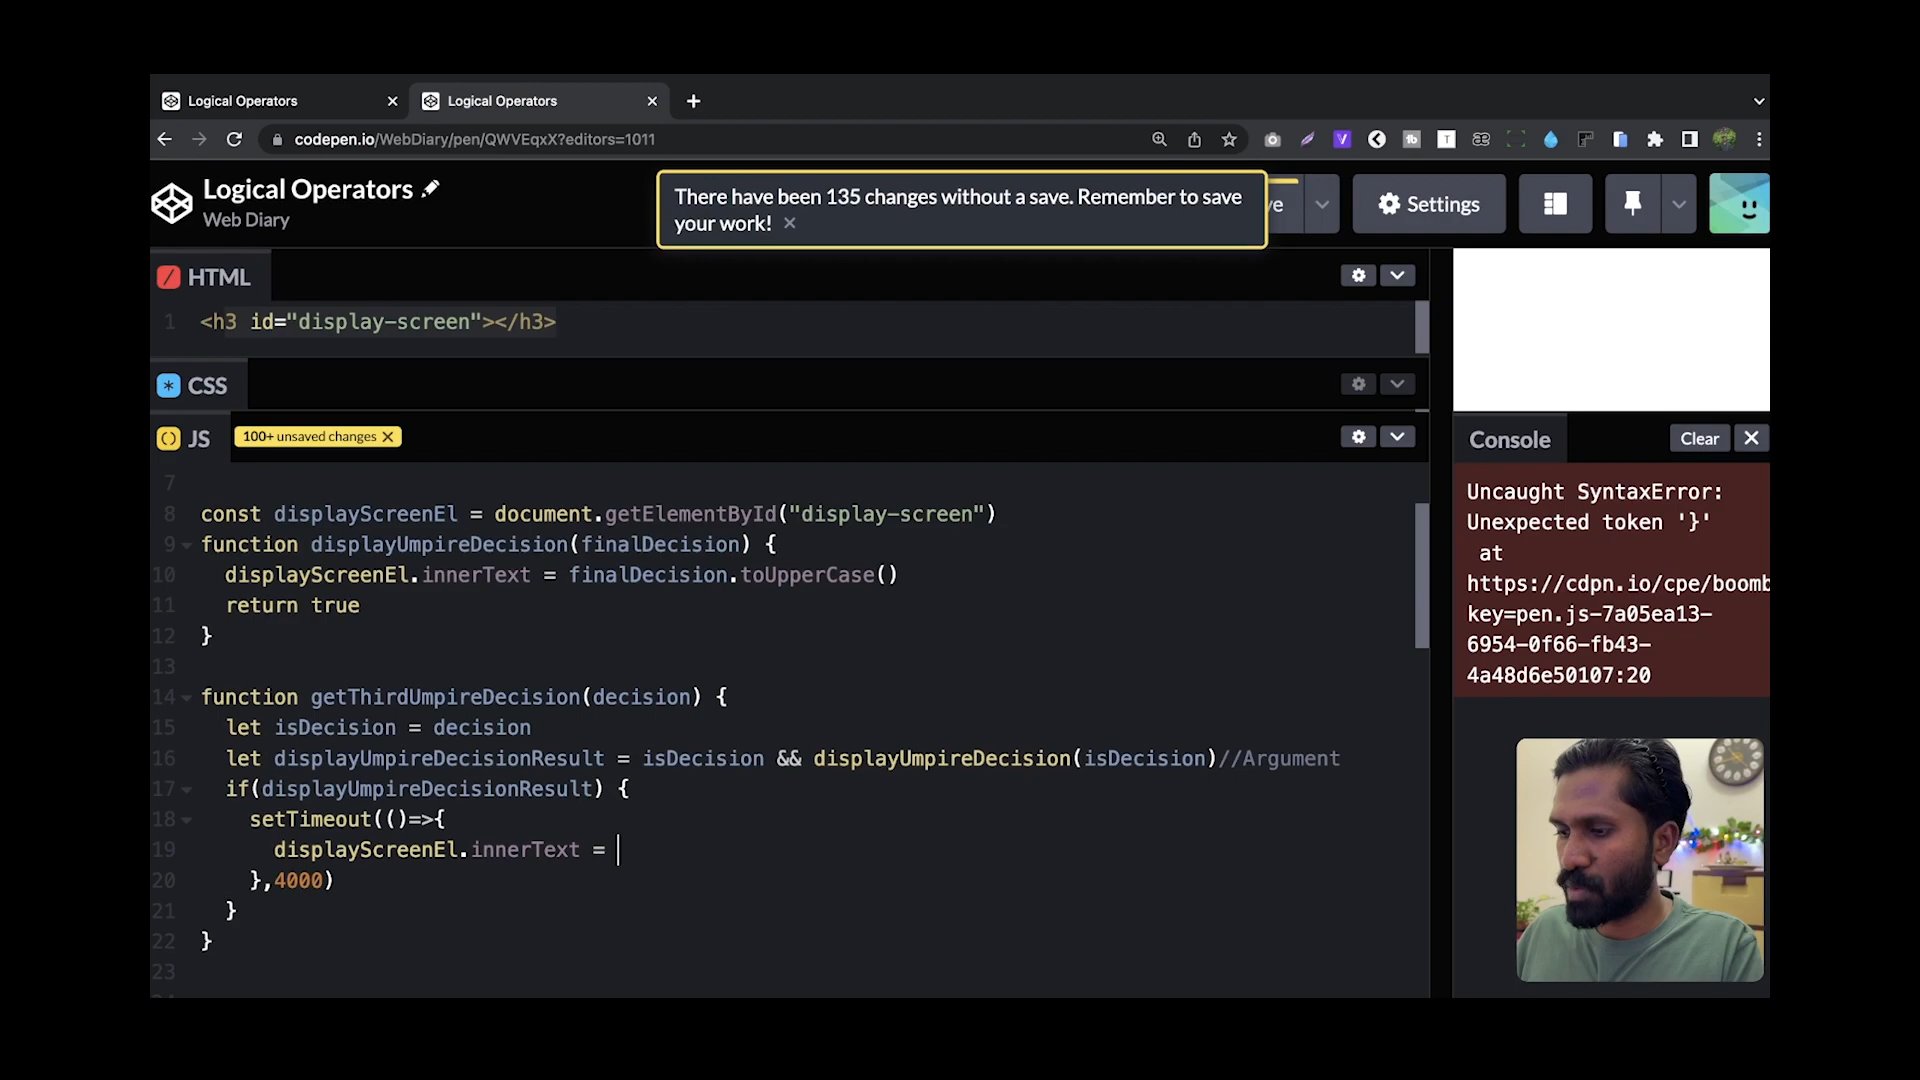 Logical Operators
Logical Operators
codepen.io/WebDiary/pen/QWVEqxX?editors=1011
Logical Operators
Web Diary
There have been 135 changes without a save. Remember to save
your work!
Settings
HTML
1 <h3 id="display-screen"></h3>
CSS
JS
100+ unsaved changes
7
8 const displayScreenEl = document.getElementById("display-screen")
9 function displayUmpireDecision(finalDecision) {
10 displayScreenEl.innerText = finalDecision.toUpperCase()
11 return true
12 }
13
14 function getThirdUmpireDecision(decision) {
15 let isDecision = decision
16 let displayUmpireDecisionResult = isDecision && displayUmpireDecision(isDecision)//Argument
17 if(displayUmpireDecisionResult) {
18 setTimeout(()=>{
19 displayScreenEl.innerText =
20 },4000)
21 }
22 }
23
Console
Clear
Uncaught SyntaxError:
Unexpected token '}'
at
https://cdpn.io/cpe/boomb
key=pen.js-7a05ea13-
6954-0f66-fb43-
4a48d6e50107:20